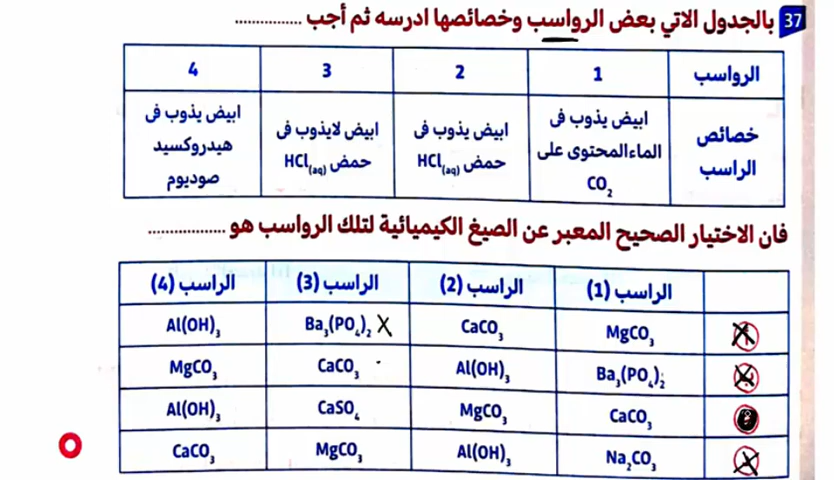 37 بالجدول الاتي بعض الرواسب وخصائصها ادرسه ثم أجب ................
الرواسب 1 2 3 4
خصائص الراسب
ابيض يذوب فى الماء المحتوى على CO₂
ابيض يذوب فى حمض HCl(aq)
ابيض لايذوب فى حمض HCl(aq)
ابيض يذوب فى هيدروكسيد صوديوم
فان الاختيار الصحيح المعبر عن الصيغ الكيميائية لتلك الرواسب هو ..................
الراسب (1) الراسب (2) الراسب (3) الراسب (4)
MgCO₃ CaCO₃ Ba₃(PO₄)₂ X Al(OH)₃
Ba₃(PO₄)₂ Al(OH)₃ CaCO₃ MgCO₃
CaCO₃ MgCO₃ CaSO₄ Al(OH)₃
Na₂CO₃ Al(OH)₃ MgCO₃ CaCO₃